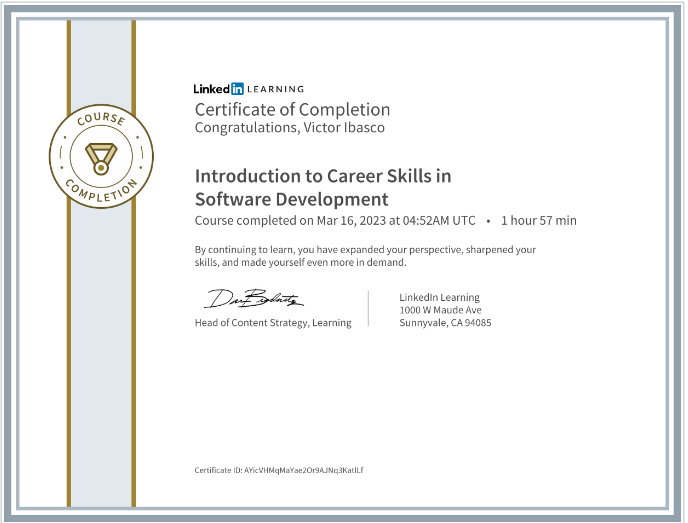 COURSE
COMPLETION
Linked in LEARNING
Certificate of Completion
Congratulations, Victor Ibasco
Introduction to Career Skills in
Software Development
Course completed on Mar 16, 2023 at 04:52AM UTC • 1 hour 57 min
By continuing to learn, you have expanded your perspective, sharpened your
skills, and made yourself even more in demand.
Head of Content Strategy, Learning
LinkedIn Learning
1000 W Maude Ave
Sunnyvale, CA 94085
Certificate ID: AYicVHMqMaYae2Or9AJNq3KatlLf